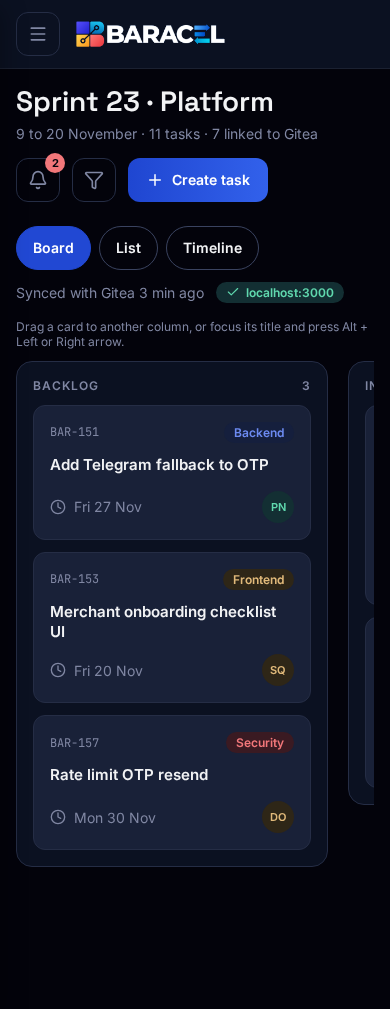 BARACEL
Sprint 23 · Platform
9 to 20 November · 11 tasks · 7 linked to Gitea
2
Create task
Board
List
Timeline
Synced with Gitea 3 min ago
localhost:3000
Drag a card to another column, or focus its title and press Alt +
Left or Right arrow.
BACKLOG
3
BAR-151
Backend
Add Telegram fallback to OTP
Fri 27 Nov
PN
BAR-153
Frontend
Merchant onboarding checklist
UI
Fri 20 Nov
SQ
BAR-157
Security
Rate limit OTP resend
Mon 30 Nov
DO